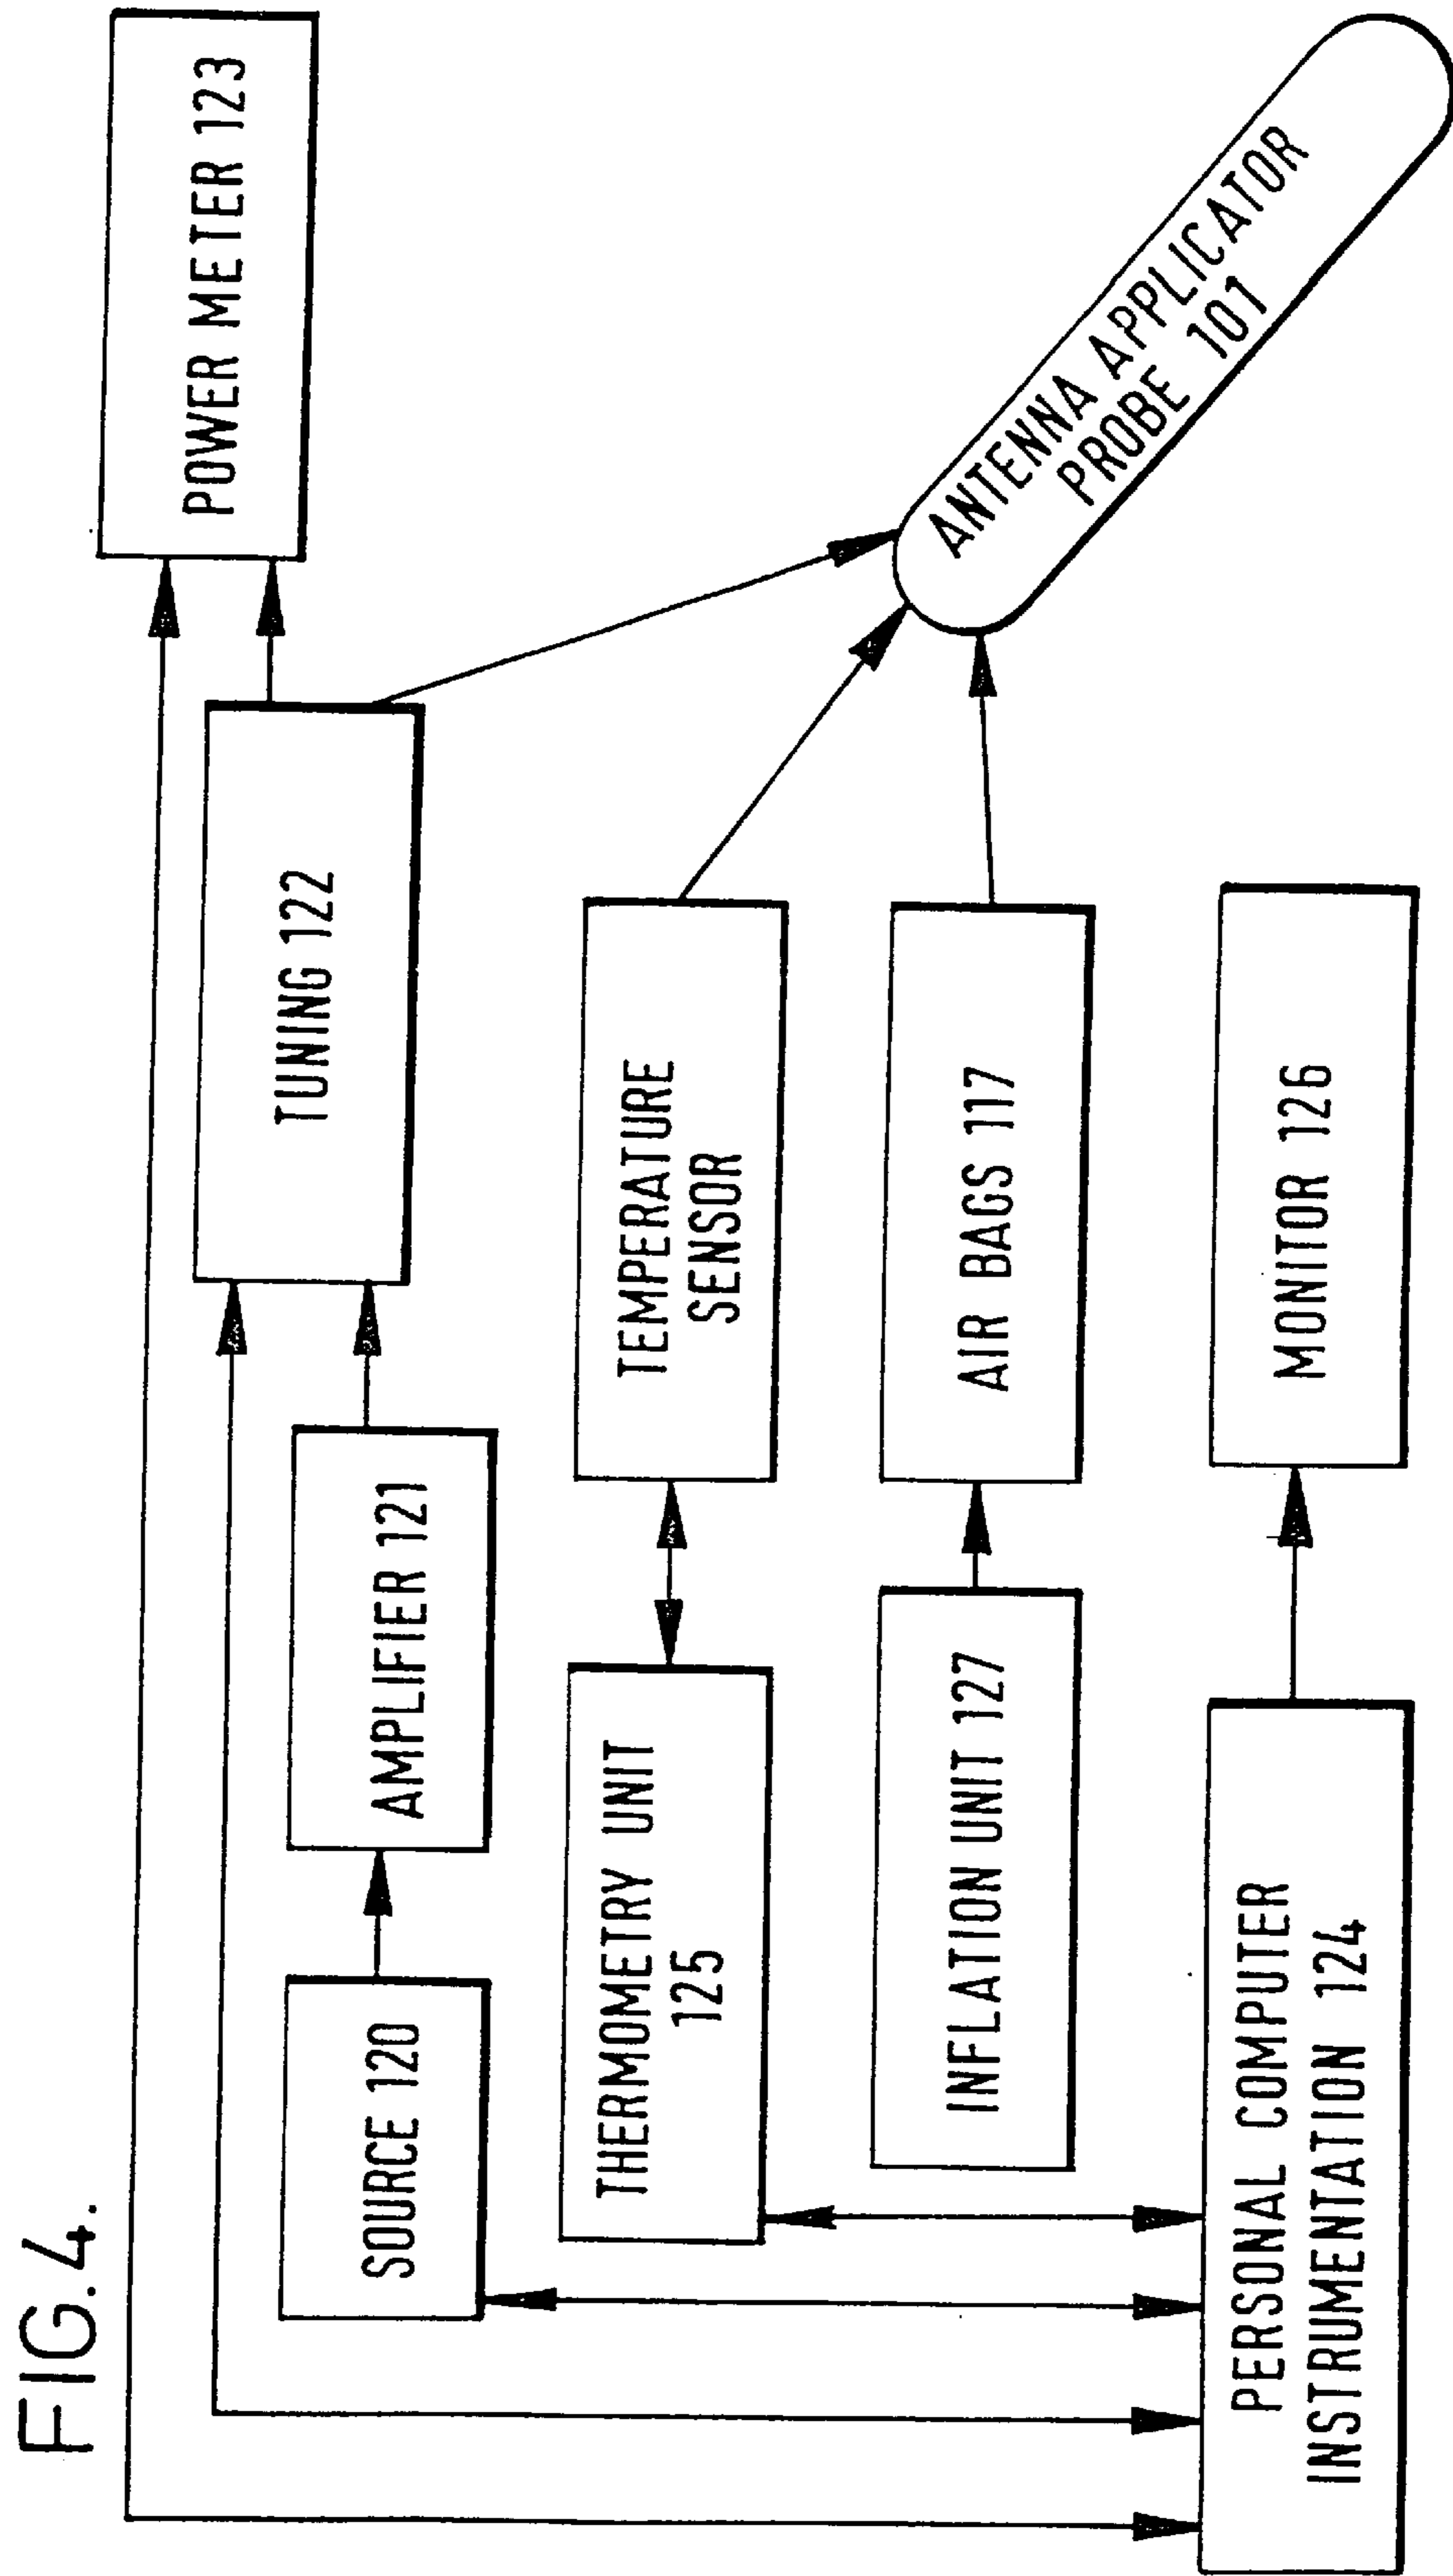 FIG.4.
POWER METER 123
TUNING 122
AMPLIFIER 121
SOURCE 120
TEMPERATURE
SENSOR
THERMOMETRY UNIT
125
AIR BAGS 117
INFLATION UNIT 127
MONITOR 126
PERSONAL COMPUTER
INSTRUMENTATION 124
ANTENNA APPLICATOR
PROBE 101